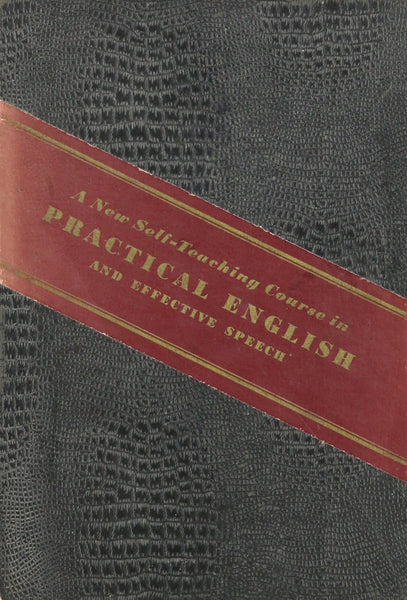 A New Self-Teaching Course in
PRACTICAL ENGLISH
AND EFFECTIVE SPEECH